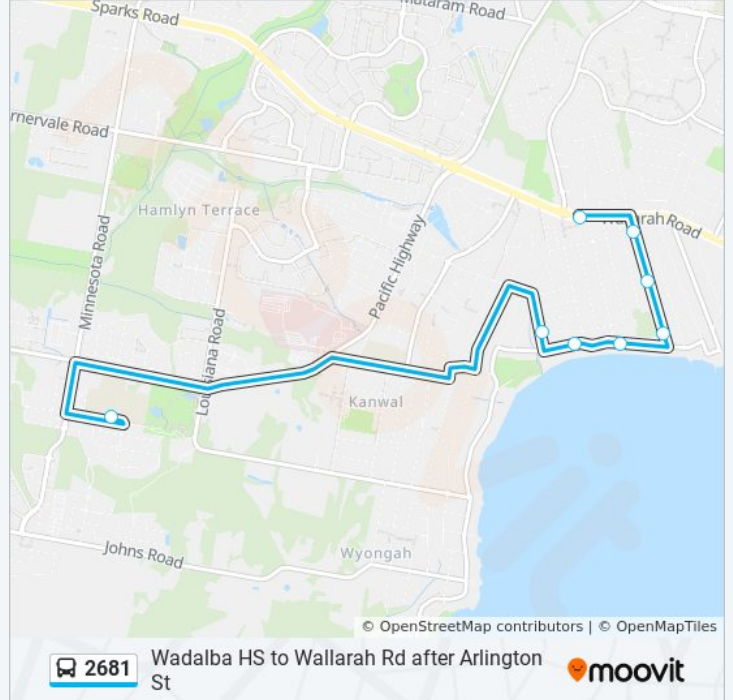 Sparks Road
Mataram Road
rnervale Road
Hamlyn Terrace
Minnesota Road
Pacific Highway
Road
Louisiana Road
Kanwal
Johns Road
Wyongah
© OpenStreetMap contributors | © OpenMapTiles
2681
Wadalba HS to Wallarah Rd after Arlington
St
moovit